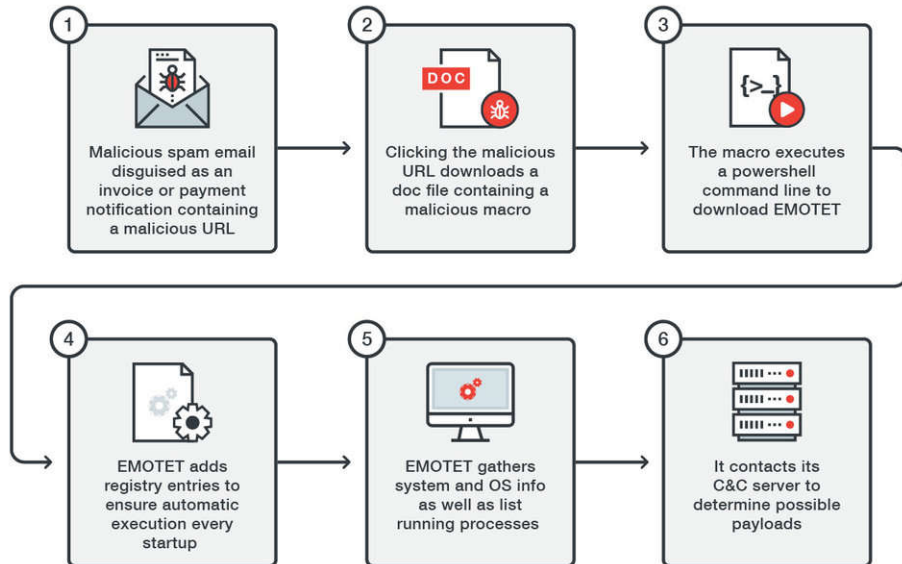 1
Malicious spam email
disguised as an
invoice or payment
notification containing
a malicious URL
2
DOC
Clicking the malicious
URL downloads a
doc file containing a
malicious macro
3
{>_}
The macro executes
a powershell
command line to
download EMOTET
4
EMOTET adds
registry entries to
ensure automatic
execution every
startup
5
EMOTET gathers
system and OS info
as well as list
running processes
6
It contacts its
C&C server to
determine possible
payloads